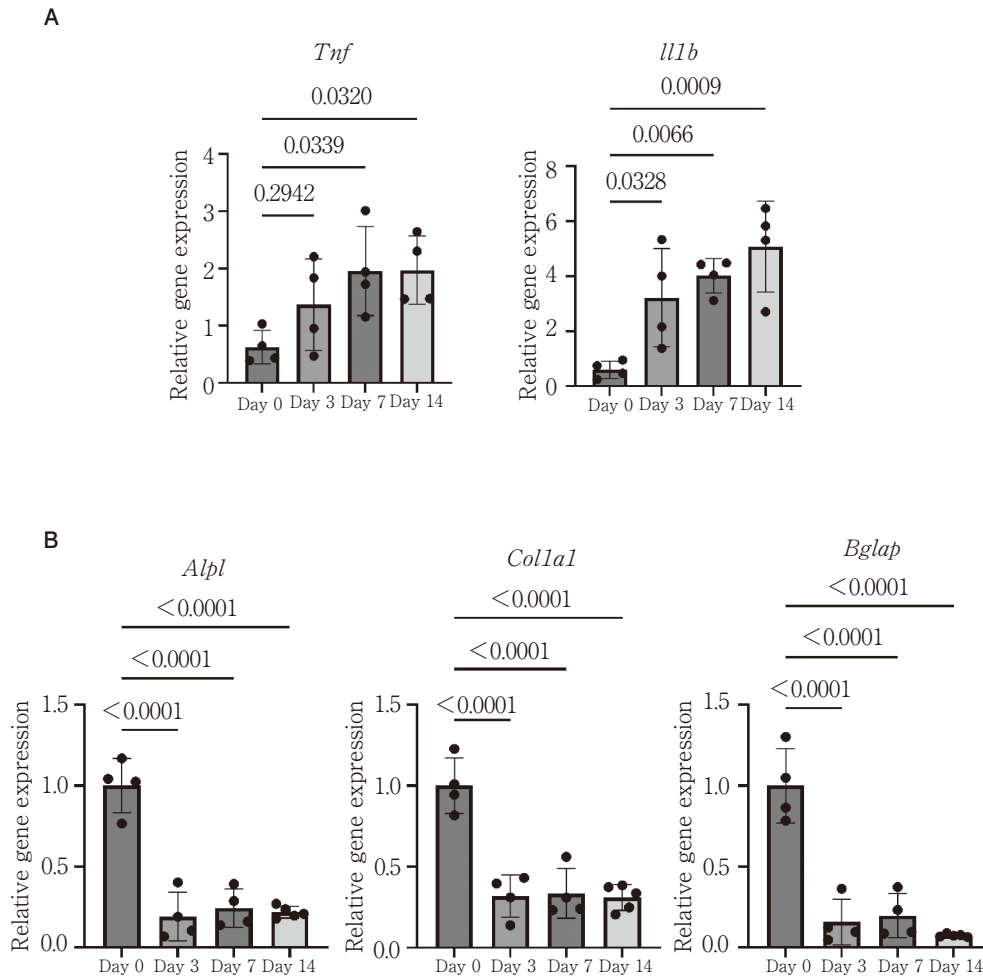 A
Tnf
Il1b
0.0320
0.0339
0.2942
0.0009
0.0066
0.0328
Relative gene expression
4
3
2
1
0
Day 0 Day 3 Day 7 Day 14
Relative gene expression
8
6
4
2
0
Day 0 Day 3 Day 7 Day 14
B
Alpl
Col1a1
Bglap
<0.0001
<0.0001
<0.0001
<0.0001
<0.0001
<0.0001
<0.0001
<0.0001
<0.0001
Relative gene expression
1.5
1.0
0.5
0.0
Day 0 Day 3 Day 7 Day 14
Relative gene expression
1.5
1.0
0.5
0.0
Day 0 Day 3 Day 7 Day 14
Relative gene expression
1.5
1.0
0.5
0.0
Day 0 Day 3 Day 7 Day 14